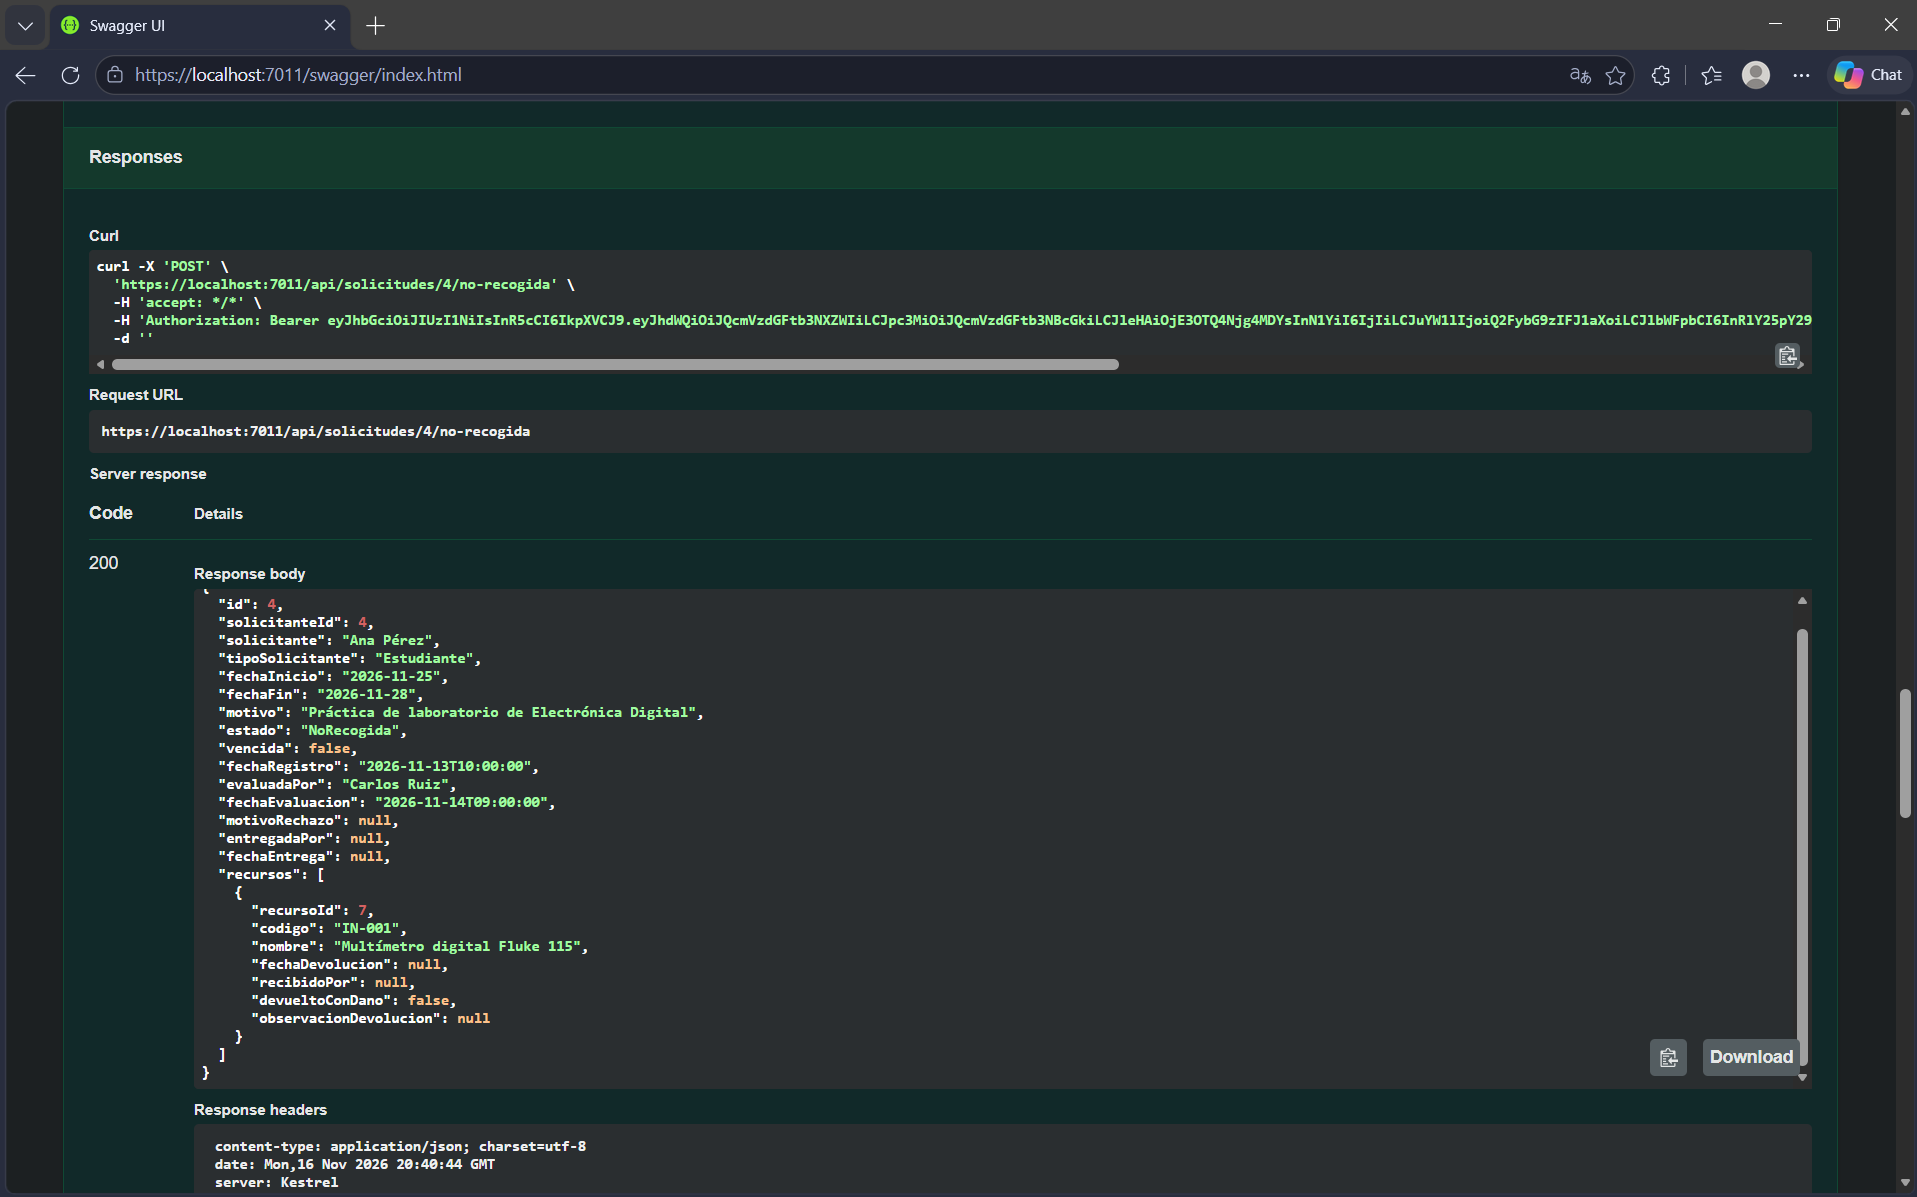 Swagger UI
https://localhost:7011/swagger/index.html
Chat
Responses
Curl
curl -X 'POST' \
'https://localhost:7011/api/solicitudes/4/no-recogida' \
-H 'accept: */*' \
-H 'Authorization: Bearer eyJhbGciOiJIUzI1NiIsInR5cCI6IkpXVCJ9.eyJhdWQiOiJQcmVzdGFtb3NXZWIiLCJpc3MiOiJQcmVzdGFtb3NBcGkiLCJleHAiOjE3OTQ4Njg4MDYsInN1YiI6IjIiLCJuYW1lIjoiQ2FybG9zIFJ1aXoiLCJlbWFpbCI6InRlY25pY29
-d ''
Request URL
https://localhost:7011/api/solicitudes/4/no-recogida
Server response
Code Details
200
Response body
{
"id": 4,
"solicitanteId": 4,
"solicitante": "Ana Pérez",
"tipoSolicitante": "Estudiante",
"fechaInicio": "2026-11-25",
"fechaFin": "2026-11-28",
"motivo": "Práctica de laboratorio de Electrónica Digital",
"estado": "NoRecogida",
"vencida": false,
"fechaRegistro": "2026-11-13T10:00:00",
"evaluadaPor": "Carlos Ruiz",
"fechaEvaluacion": "2026-11-14T09:00:00",
"motivoRechazo": null,
"entregadaPor": null,
"fechaEntrega": null,
"recursos": [
{
"recursoId": 7,
"codigo": "IN-001",
"nombre": "Multímetro digital Fluke 115",
"fechaDevolucion": null,
"recibidoPor": null,
"devueltoConDano": false,
"observacionDevolucion": null
}
]
}
Download
Response headers
content-type: application/json; charset=utf-8
date: Mon,16 Nov 2026 20:40:44 GMT
server: Kestrel